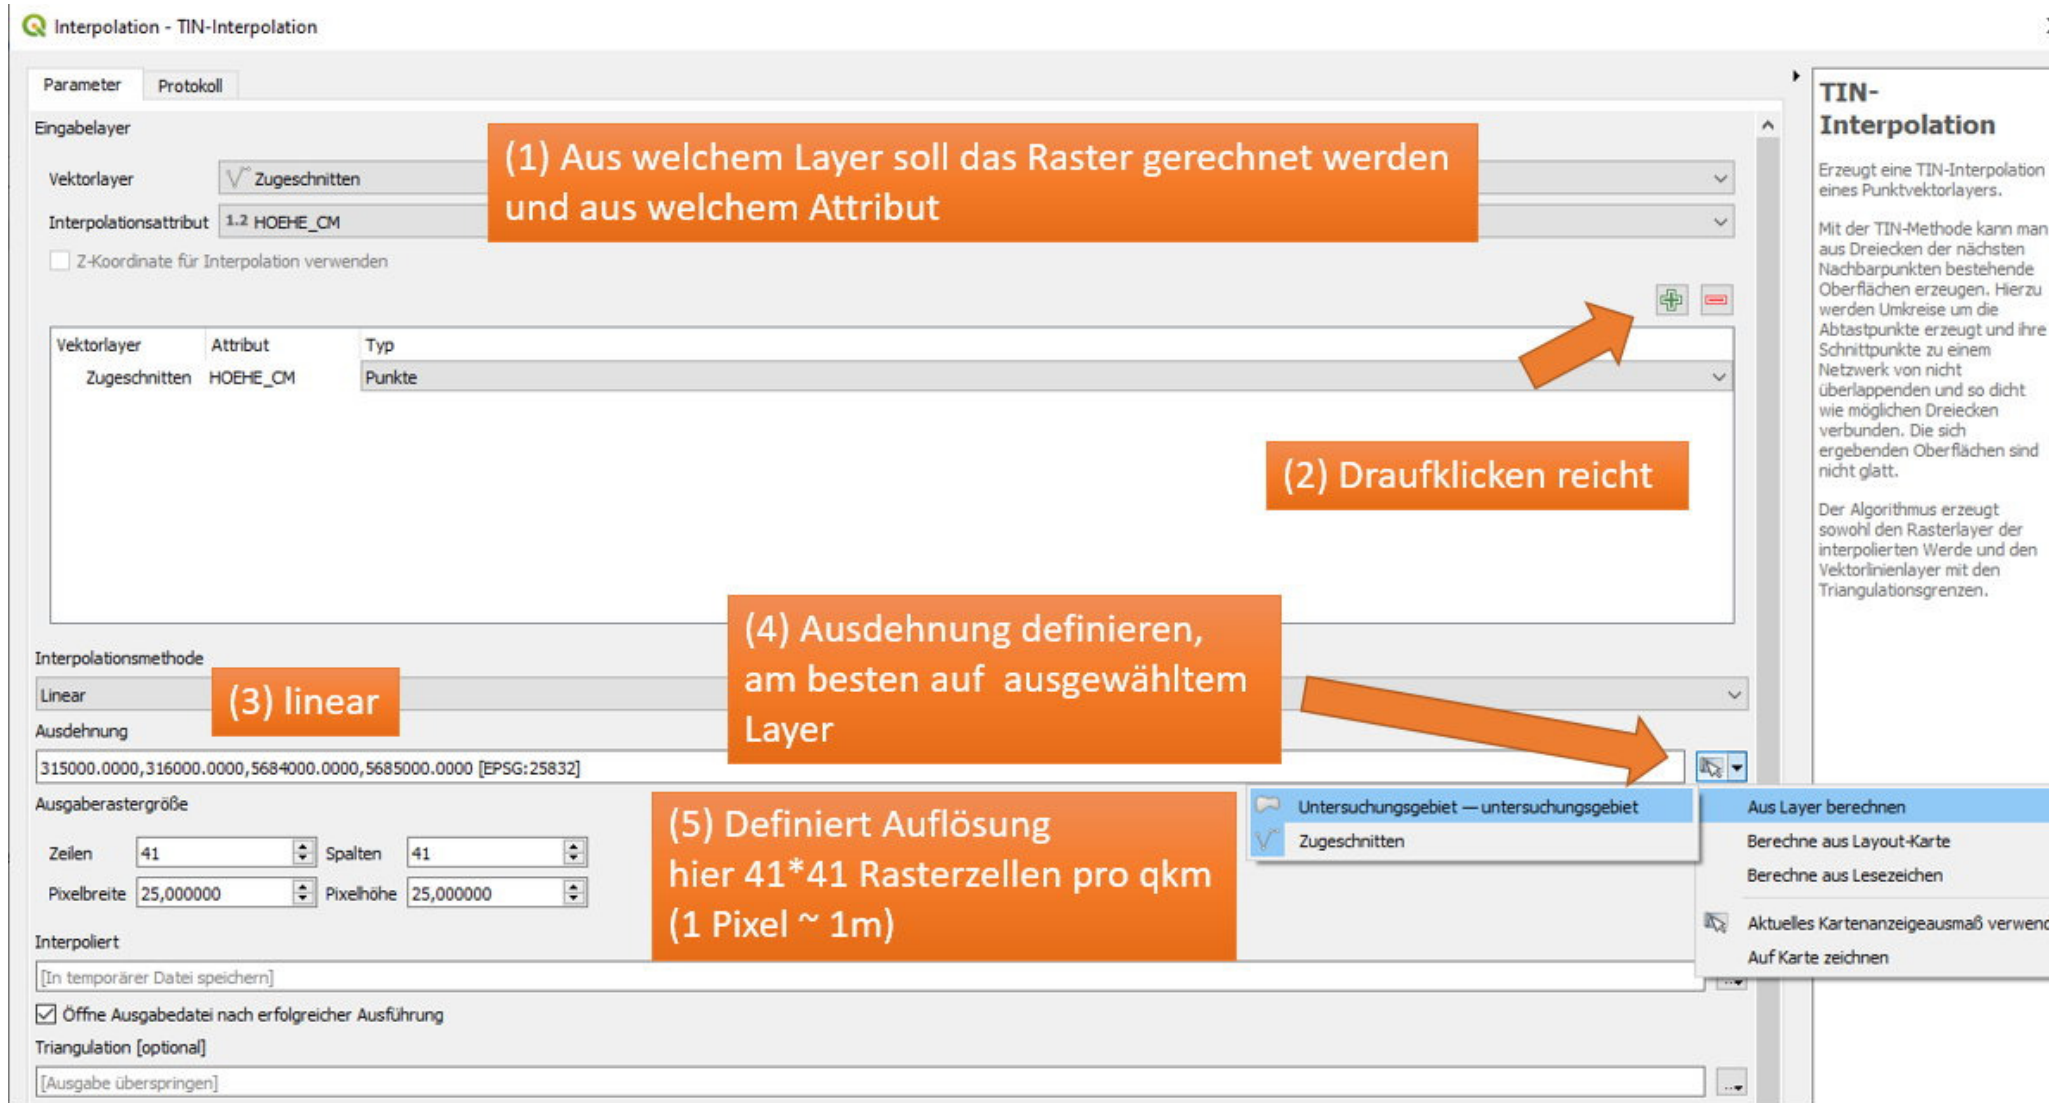 Interpolation - TIN-Interpolation
Parameter Protokoll
Eingabelayer
Vektorlayer Zugeschnitten
Interpolationsattribut 1.2 HOEHE_CM
(1) Aus welchem Layer soll das Raster gerechnet werden
und aus welchem Attribut
Z-Koordinate für Interpolation verwenden
Vektorlayer Attribut Typ
Zugeschnitten HOEHE_CM Punkte
(2) Draufklicken reicht
Interpolationsmethode
Linear
(3) linear
(4) Ausdehnung definieren,
am besten auf ausgewähltem
Layer
Ausdehnung
315000.0000,316000.0000,5684000.0000,5685000.0000 [EPSG:25832]
Ausgaberastergröße
Zeilen 41 Spalten 41
Pixelbreite 25,000000 Pixelhöhe 25,000000
(5) Definiert Auflösung
hier 41*41 Rasterzellen pro qkm
(1 Pixel ~ 1m)
Untersuchungsgebiet — untersuchungsgebiet
Zugeschnitten
Aus Layer berechnen
Berechne aus Layout-Karte
Berechne aus Lesezeichen
Aktuelles Kartenanzeigeausmaß verwend
Auf Karte zeichnen
Interpoliert
[In temporärer Datei speichern]
Öffne Ausgabedatei nach erfolgreicher Ausführung
Triangulation [optional]
[Ausgabe überspringen]
TIN-
Interpolation
Erzeugt eine TIN-Interpolation
eines Punktvektorlayers.
Mit der TIN-Methode kann man
aus Dreiecken der nächsten
Nachbarpunkten bestehende
Oberflächen erzeugen. Hierzu
werden Umkreise um die
Abtastpunkte erzeugt und ihre
Schnittpunkte zu einem
Netzwerk von nicht
überlappenden und so dicht
wie möglichen Dreiecken
verbunden. Die sich
ergebenden Oberflächen sind
nicht glatt.
Der Algorithmus erzeugt
sowohl den Rasterlayer der
interpolierten Werde und den
Vektorlinienlayer mit den
Triangulationsgrenzen.